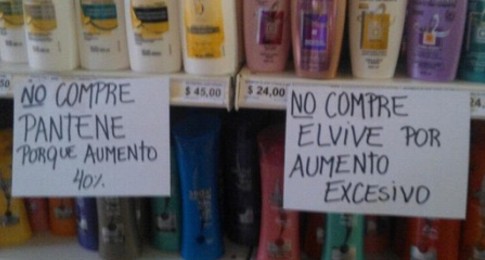 $ 45,00
$ 24,00
NO COMPRE
PANTENE
PORQUE AUMENTO
40%
NO COMPRE
ELVIVE POR
AUMENTO
EXCESIVO